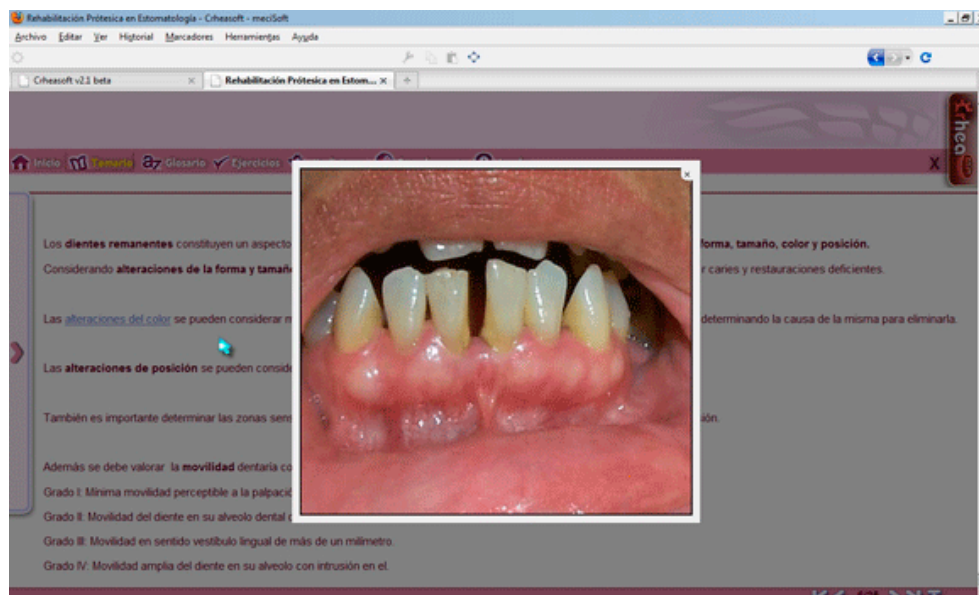 Rehabilitación Prótesica en Estomatología - Crheasoft - meciSoft
Archivo Editar Ver Historial Marcadores Herramientas Ayuda
Crheasoft v2.1 beta
Rehabilitación Prótesica en Estom...
Inicio Temario Glosario Ejercicios
X
rhea
Los dientes remanentes constituyen un aspecto forma, tamaño, color y posición.
Considerando alteraciones de la forma y tamañ r caries y restauraciones deficientes.
Las alteraciones del color se pueden considerar determinando la causa de la misma para eliminarla.
Las alteraciones de posición se pueden conside
También es importante determinar las zonas sens sión.
Además se debe valorar la movilidad dentaria co
Grado I: Mínima movilidad perceptible a la palpació
Grado II: Movilidad del diente en su alveolo dental
Grado III: Movilidad en sentido vestíbulo lingual de más de un milímetro.
Grado IV: Movilidad amplia del diente en su alveolo con intrusión en el.